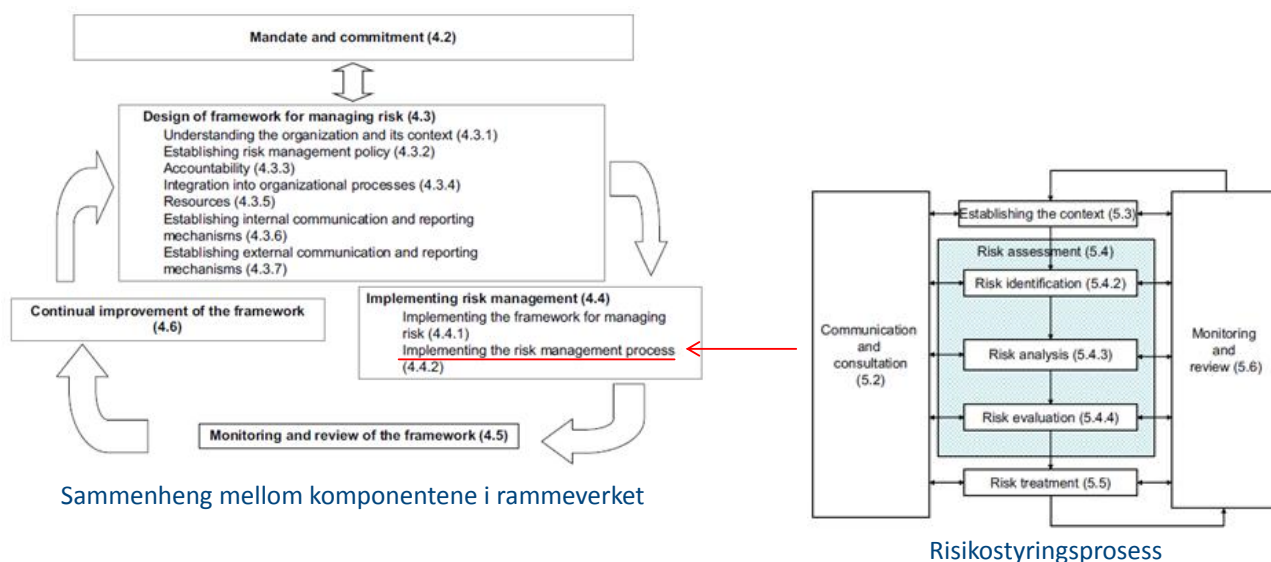 Mandate and commitment (4.2)
Design of framework for managing risk (4.3)
Understanding the organization and its context (4.3.1)
Establishing risk management policy (4.3.2)
Accountability (4.3.3)
Integration into organizational processes (4.3.4)
Resources (4.3.5)
Establishing internal communication and reporting
mechanisms (4.3.6)
Establishing external communication and reporting
mechanisms (4.3.7)
Continual improvement of the framework
(4.6)
Implementing risk management (4.4)
Implementing the framework for managing
risk (4.4.1)
Implementing the risk management process
(4.4.2)
Monitoring and review of the framework (4.5)
Sammenheng mellom komponentene i rammeverket
Communication
and
consultation
(5.2)
Establishing the context (5.3)
Risk assessment (5.4)
Risk identification (5.4.2)
Risk analysis (5.4.3)
Risk evaluation (5.4.4)
Risk treatment (5.5)
Monitoring
and
review (5.6)
Risikostyringsprosess